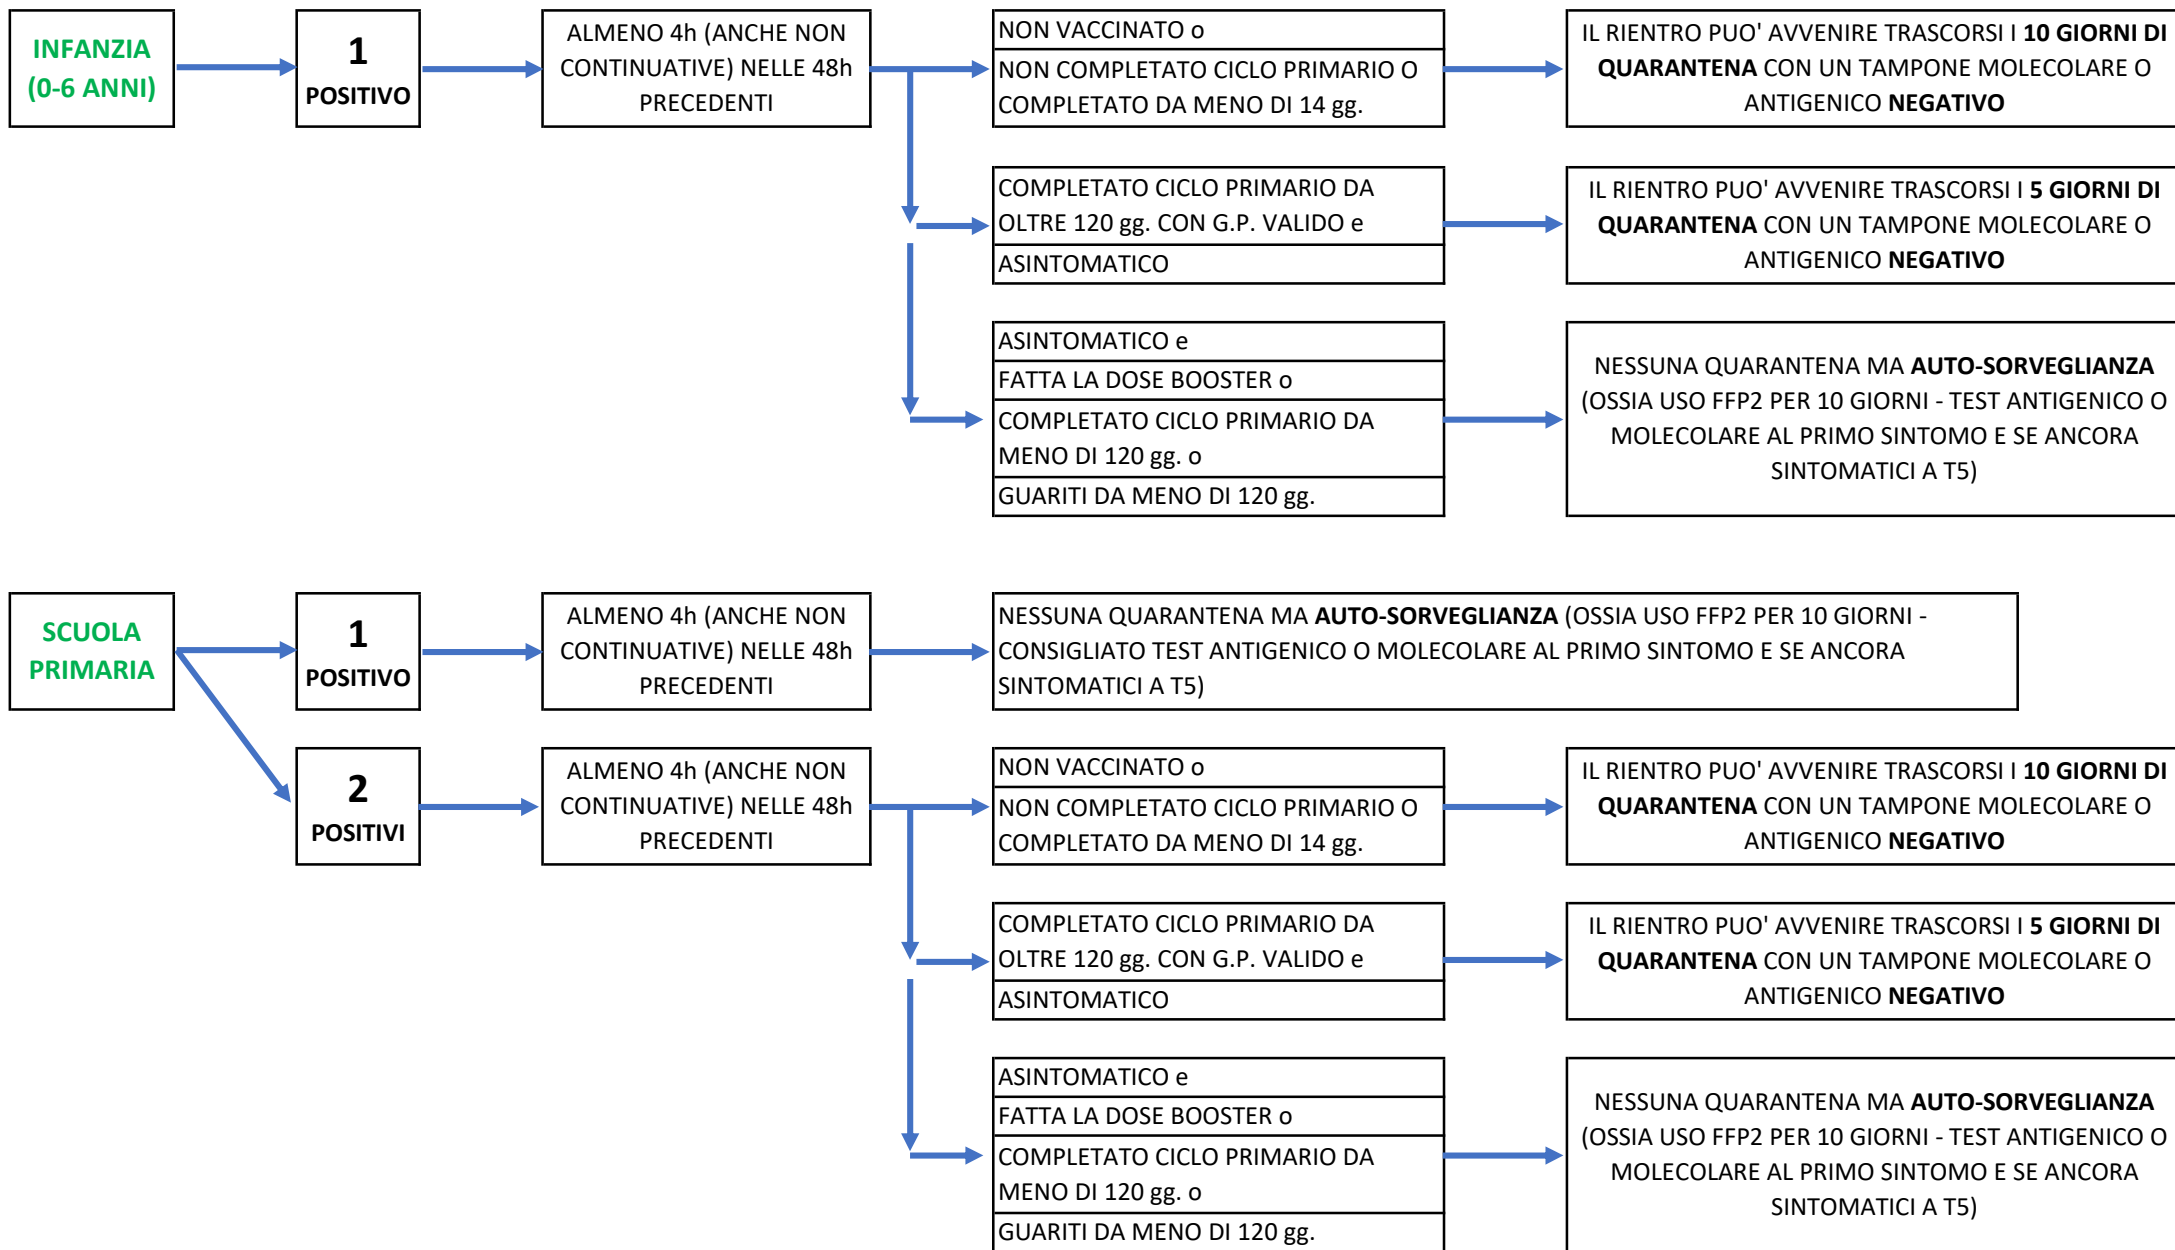 INFANZIA
(0-6 ANNI)
1
POSITIVO
ALMENO 4h (ANCHE NON
CONTINUATIVE) NELLE 48h
PRECEDENTI
NON VACCINATO o
NON COMPLETATO CICLO PRIMARIO O
COMPLETATO DA MENO DI 14 gg.
IL RIENTRO PUO' AVVENIRE TRASCORSI I 10 GIORNI DI
QUARANTENA CON UN TAMPONE MOLECOLARE O
ANTIGENICO NEGATIVO
COMPLETATO CICLO PRIMARIO DA
OLTRE 120 gg. CON G.P. VALIDO e
ASINTOMATICO
IL RIENTRO PUO' AVVENIRE TRASCORSI I 5 GIORNI DI
QUARANTENA CON UN TAMPONE MOLECOLARE O
ANTIGENICO NEGATIVO
ASINTOMATICO e
FATTA LA DOSE BOOSTER o
COMPLETATO CICLO PRIMARIO DA
MENO DI 120 gg. o
GUARITI DA MENO DI 120 gg.
NESSUNA QUARANTENA MA AUTO-SORVEGLIANZA
(OSSIA USO FFP2 PER 10 GIORNI - TEST ANTIGENICO O
MOLECOLARE AL PRIMO SINTOMO E SE ANCORA
SINTOMATICI A T5)
SCUOLA
PRIMARIA
1
POSITIVO
ALMENO 4h (ANCHE NON
CONTINUATIVE) NELLE 48h
PRECEDENTI
NESSUNA QUARANTENA MA AUTO-SORVEGLIANZA (OSSIA USO FFP2 PER 10 GIORNI -
CONSIGLIATO TEST ANTIGENICO O MOLECOLARE AL PRIMO SINTOMO E SE ANCORA
SINTOMATICI A T5)
2
POSITIVI
ALMENO 4h (ANCHE NON
CONTINUATIVE) NELLE 48h
PRECEDENTI
NON VACCINATO o
NON COMPLETATO CICLO PRIMARIO O
COMPLETATO DA MENO DI 14 gg.
IL RIENTRO PUO' AVVENIRE TRASCORSI I 10 GIORNI DI
QUARANTENA CON UN TAMPONE MOLECOLARE O
ANTIGENICO NEGATIVO
COMPLETATO CICLO PRIMARIO DA
OLTRE 120 gg. CON G.P. VALIDO e
ASINTOMATICO
IL RIENTRO PUO' AVVENIRE TRASCORSI I 5 GIORNI DI
QUARANTENA CON UN TAMPONE MOLECOLARE O
ANTIGENICO NEGATIVO
ASINTOMATICO e
FATTA LA DOSE BOOSTER o
COMPLETATO CICLO PRIMARIO DA
MENO DI 120 gg. o
GUARITI DA MENO DI 120 gg.
NESSUNA QUARANTENA MA AUTO-SORVEGLIANZA
(OSSIA USO FFP2 PER 10 GIORNI - TEST ANTIGENICO O
MOLECOLARE AL PRIMO SINTOMO E SE ANCORA
SINTOMATICI A T5)